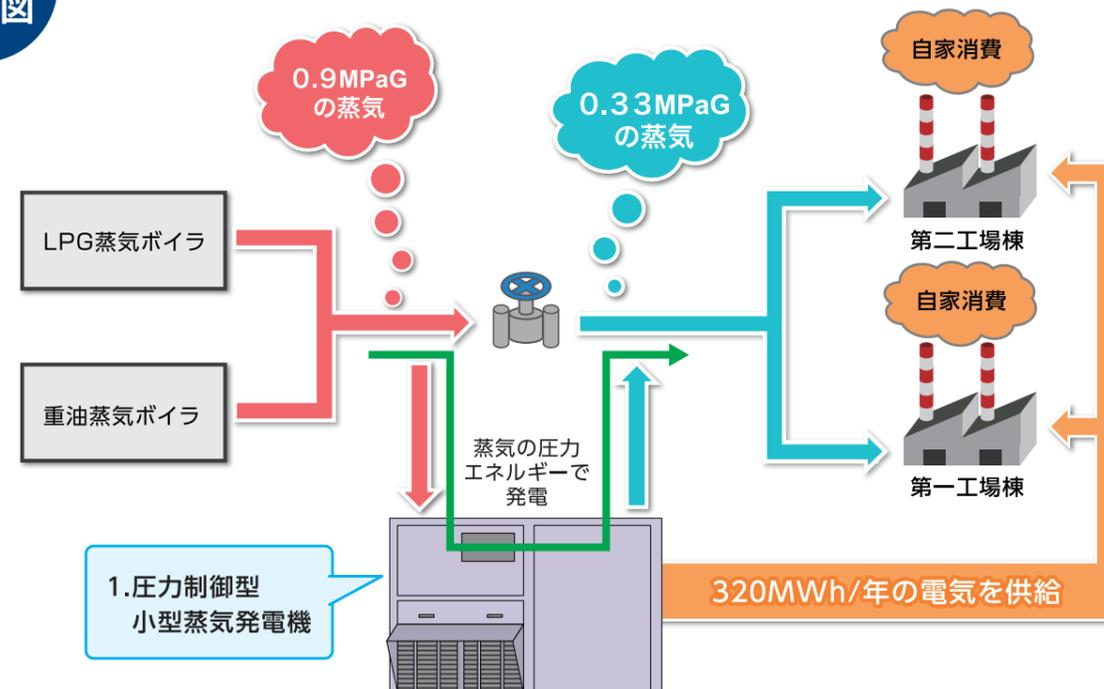 図
0.9MPaG
の蒸気
0.33MPaG
の蒸気
自家消費
LPG蒸気ボイラ
第二工場棟
自家消費
重油蒸気ボイラ
蒸気の圧力
エネルギーで
発電
第一工場棟
1.圧力制御型
小型蒸気発電機
320MWh/年の電気を供給